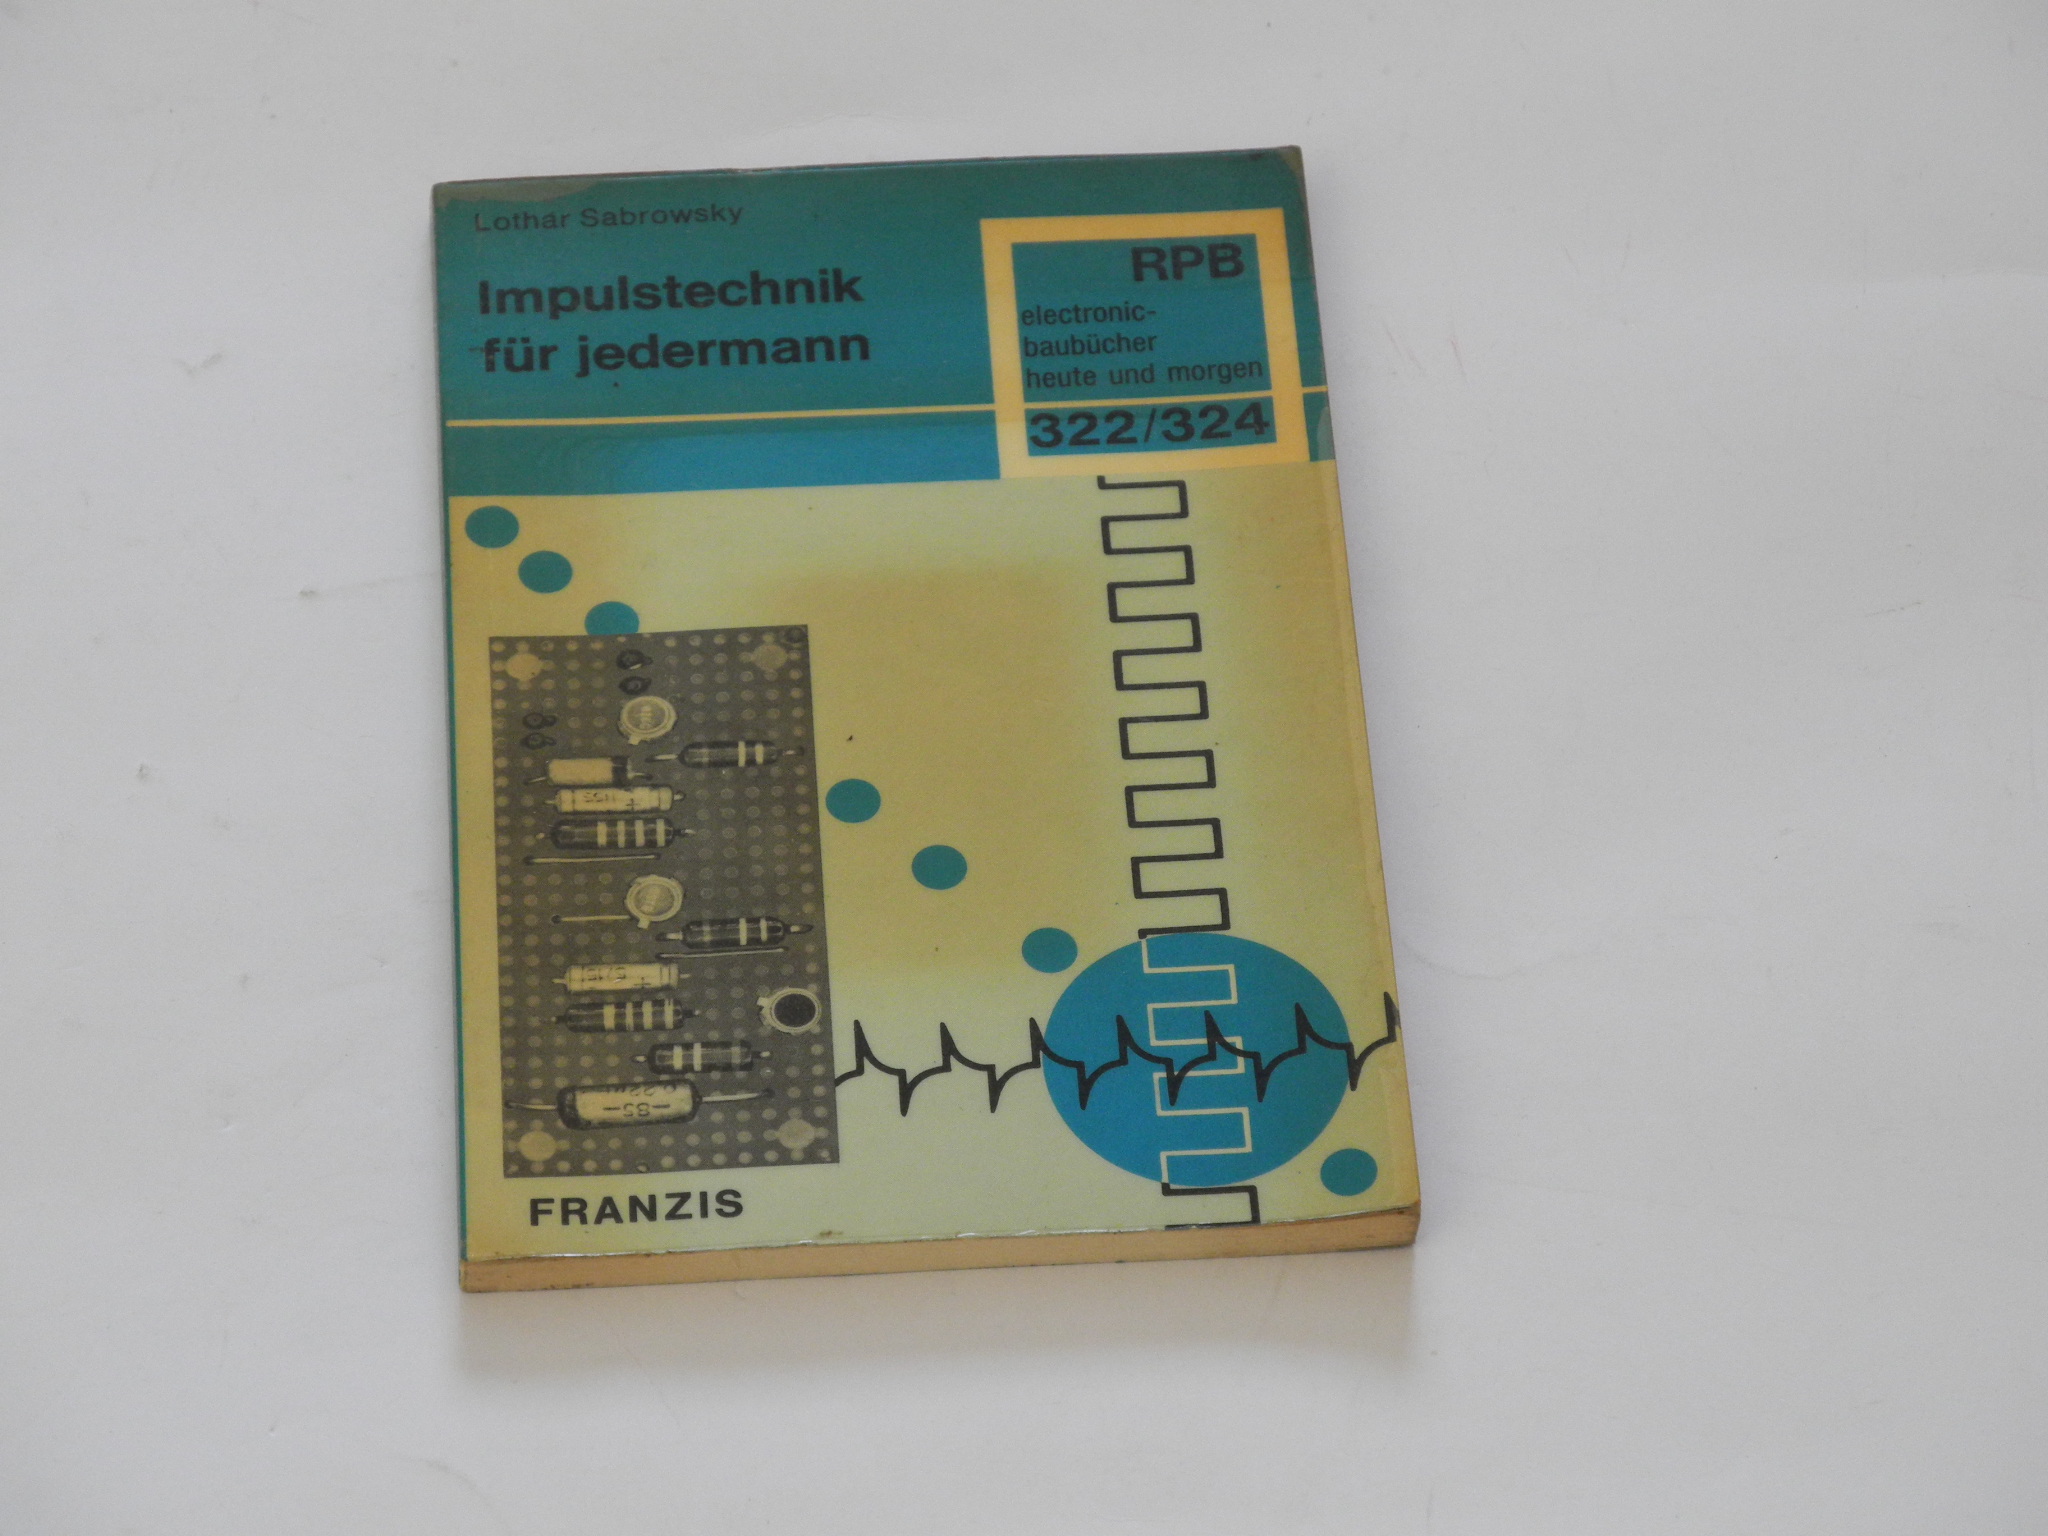 Lothar Sabrowsky
Impulstechnik
für jedermann
RPB
electronic-
baubücher
heute und morgen
322/324
FRANZIS